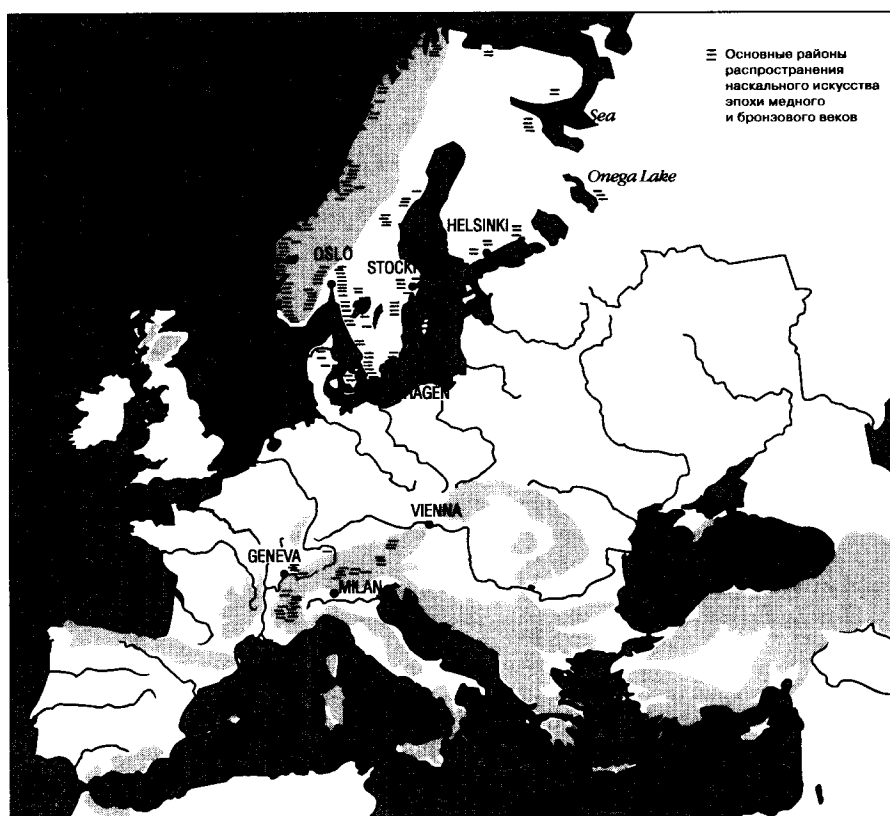 Основные районы
распространения
наскального искусства
эпохи медного
и бронзового веков
Sea
Onega Lake
HELSINKI
OSLO
VIENNA
GENEVA
MILAN